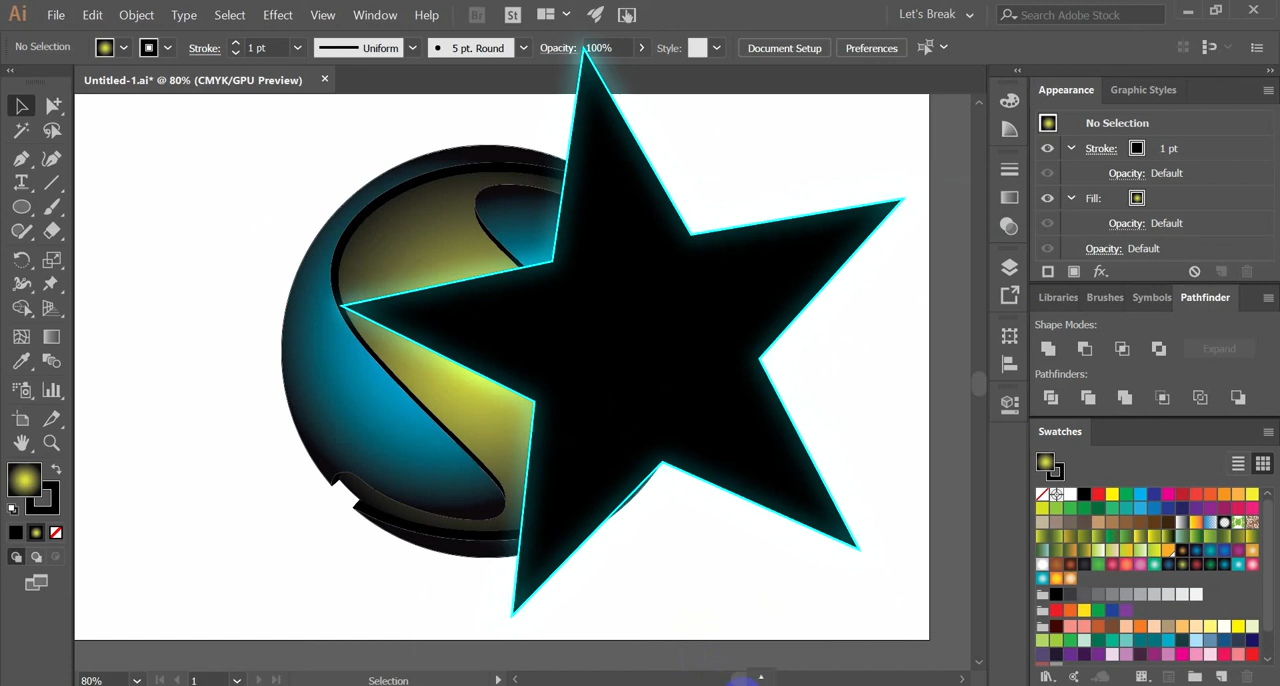 Ai File Edit Object Type Select Effect View Window Help Br St Let's Break Search Adobe Stock
No Selection Stroke: 1 pt Uniform 5 pt. Round Opacity: 100% Style: Document Setup Preferences
Untitled-1.ai* @ 80% (CMYK/GPU Preview)
Appearance Graphic Styles
No Selection
Stroke: 1 pt
Opacity: Default
Fill:
Opacity: Default
Opacity: Default
fx
Libraries Brushes Symbols Pathfinder
Shape Modes:
Expand
Pathfinders:
Swatches
80% 1 Selection